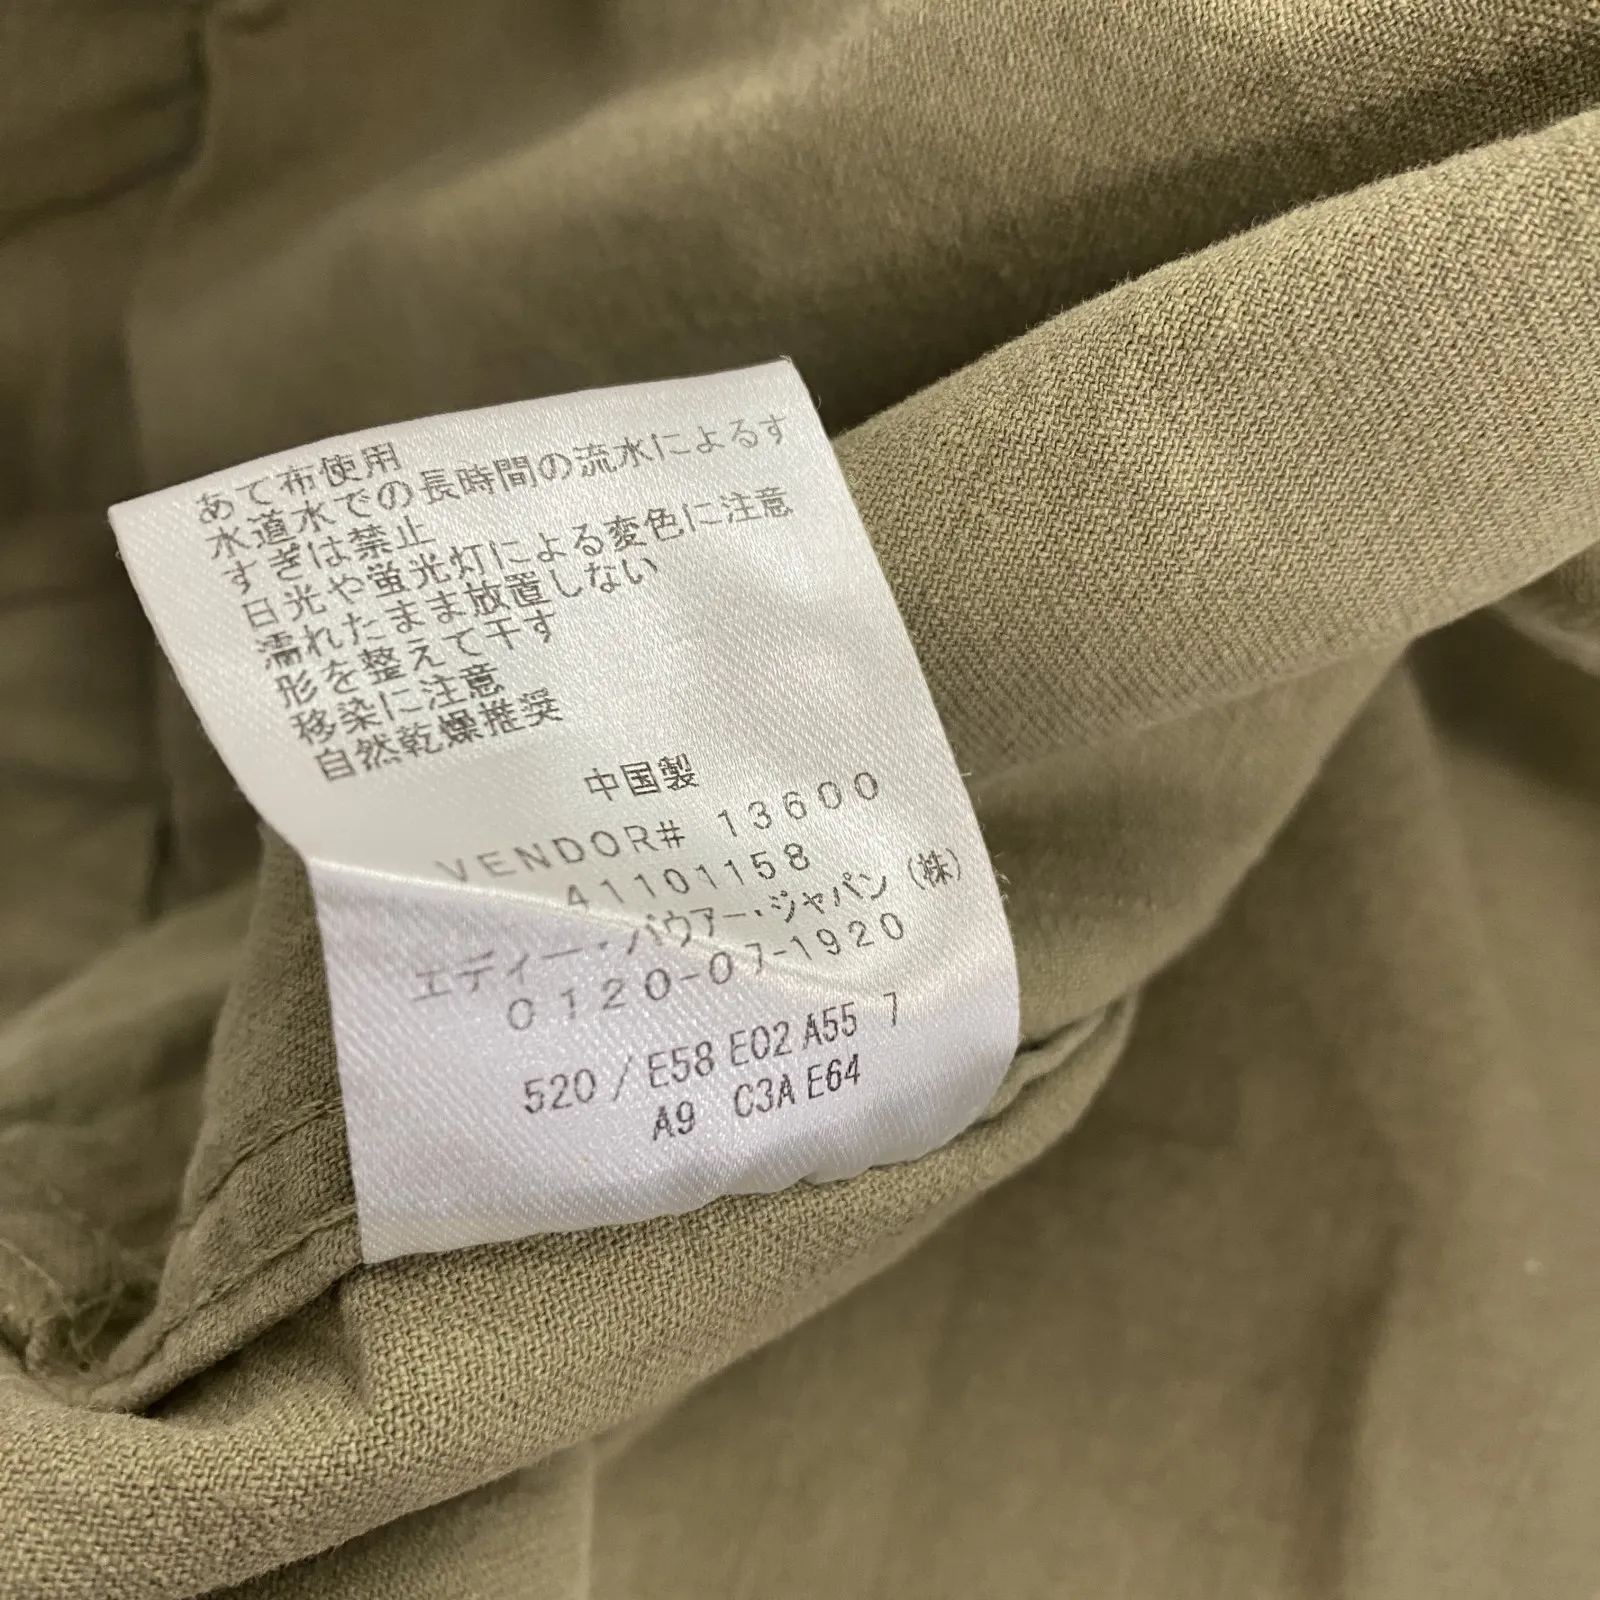 あて布使用
水道水での長時間の流水によるす
すぎは禁止
日光や蛍光灯による変色に注意
濡れたまま放置しない
形を整えて干す
移染に注意
自然乾燥推奨
中国製
VENDOR# 13600
41101158
エディー・バウアー・ジャパン(株)
0120-07-1920
520 / E58 E02 A55 7
A9 C3A E64